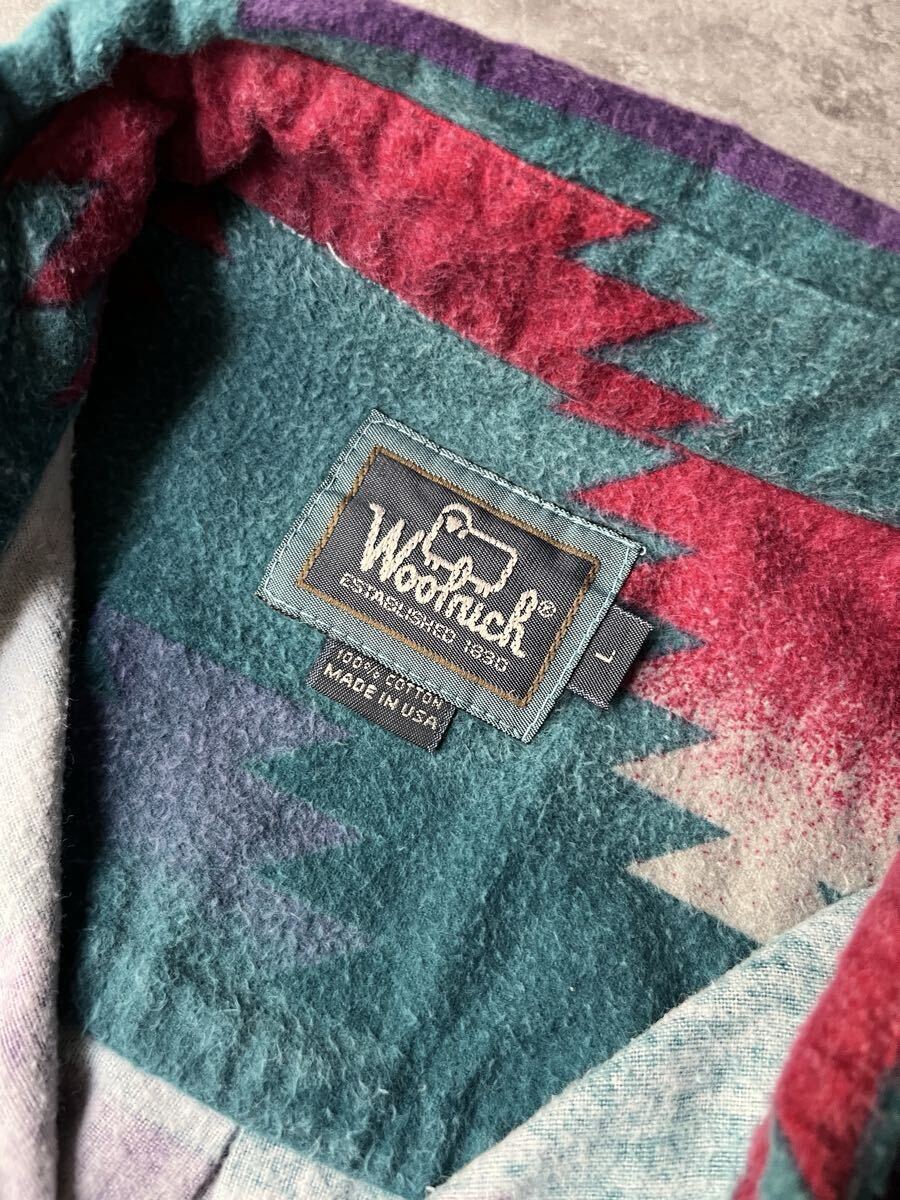 Woolrich®
ESTABLISHED 1830
L
100% COTTON
MADE IN USA